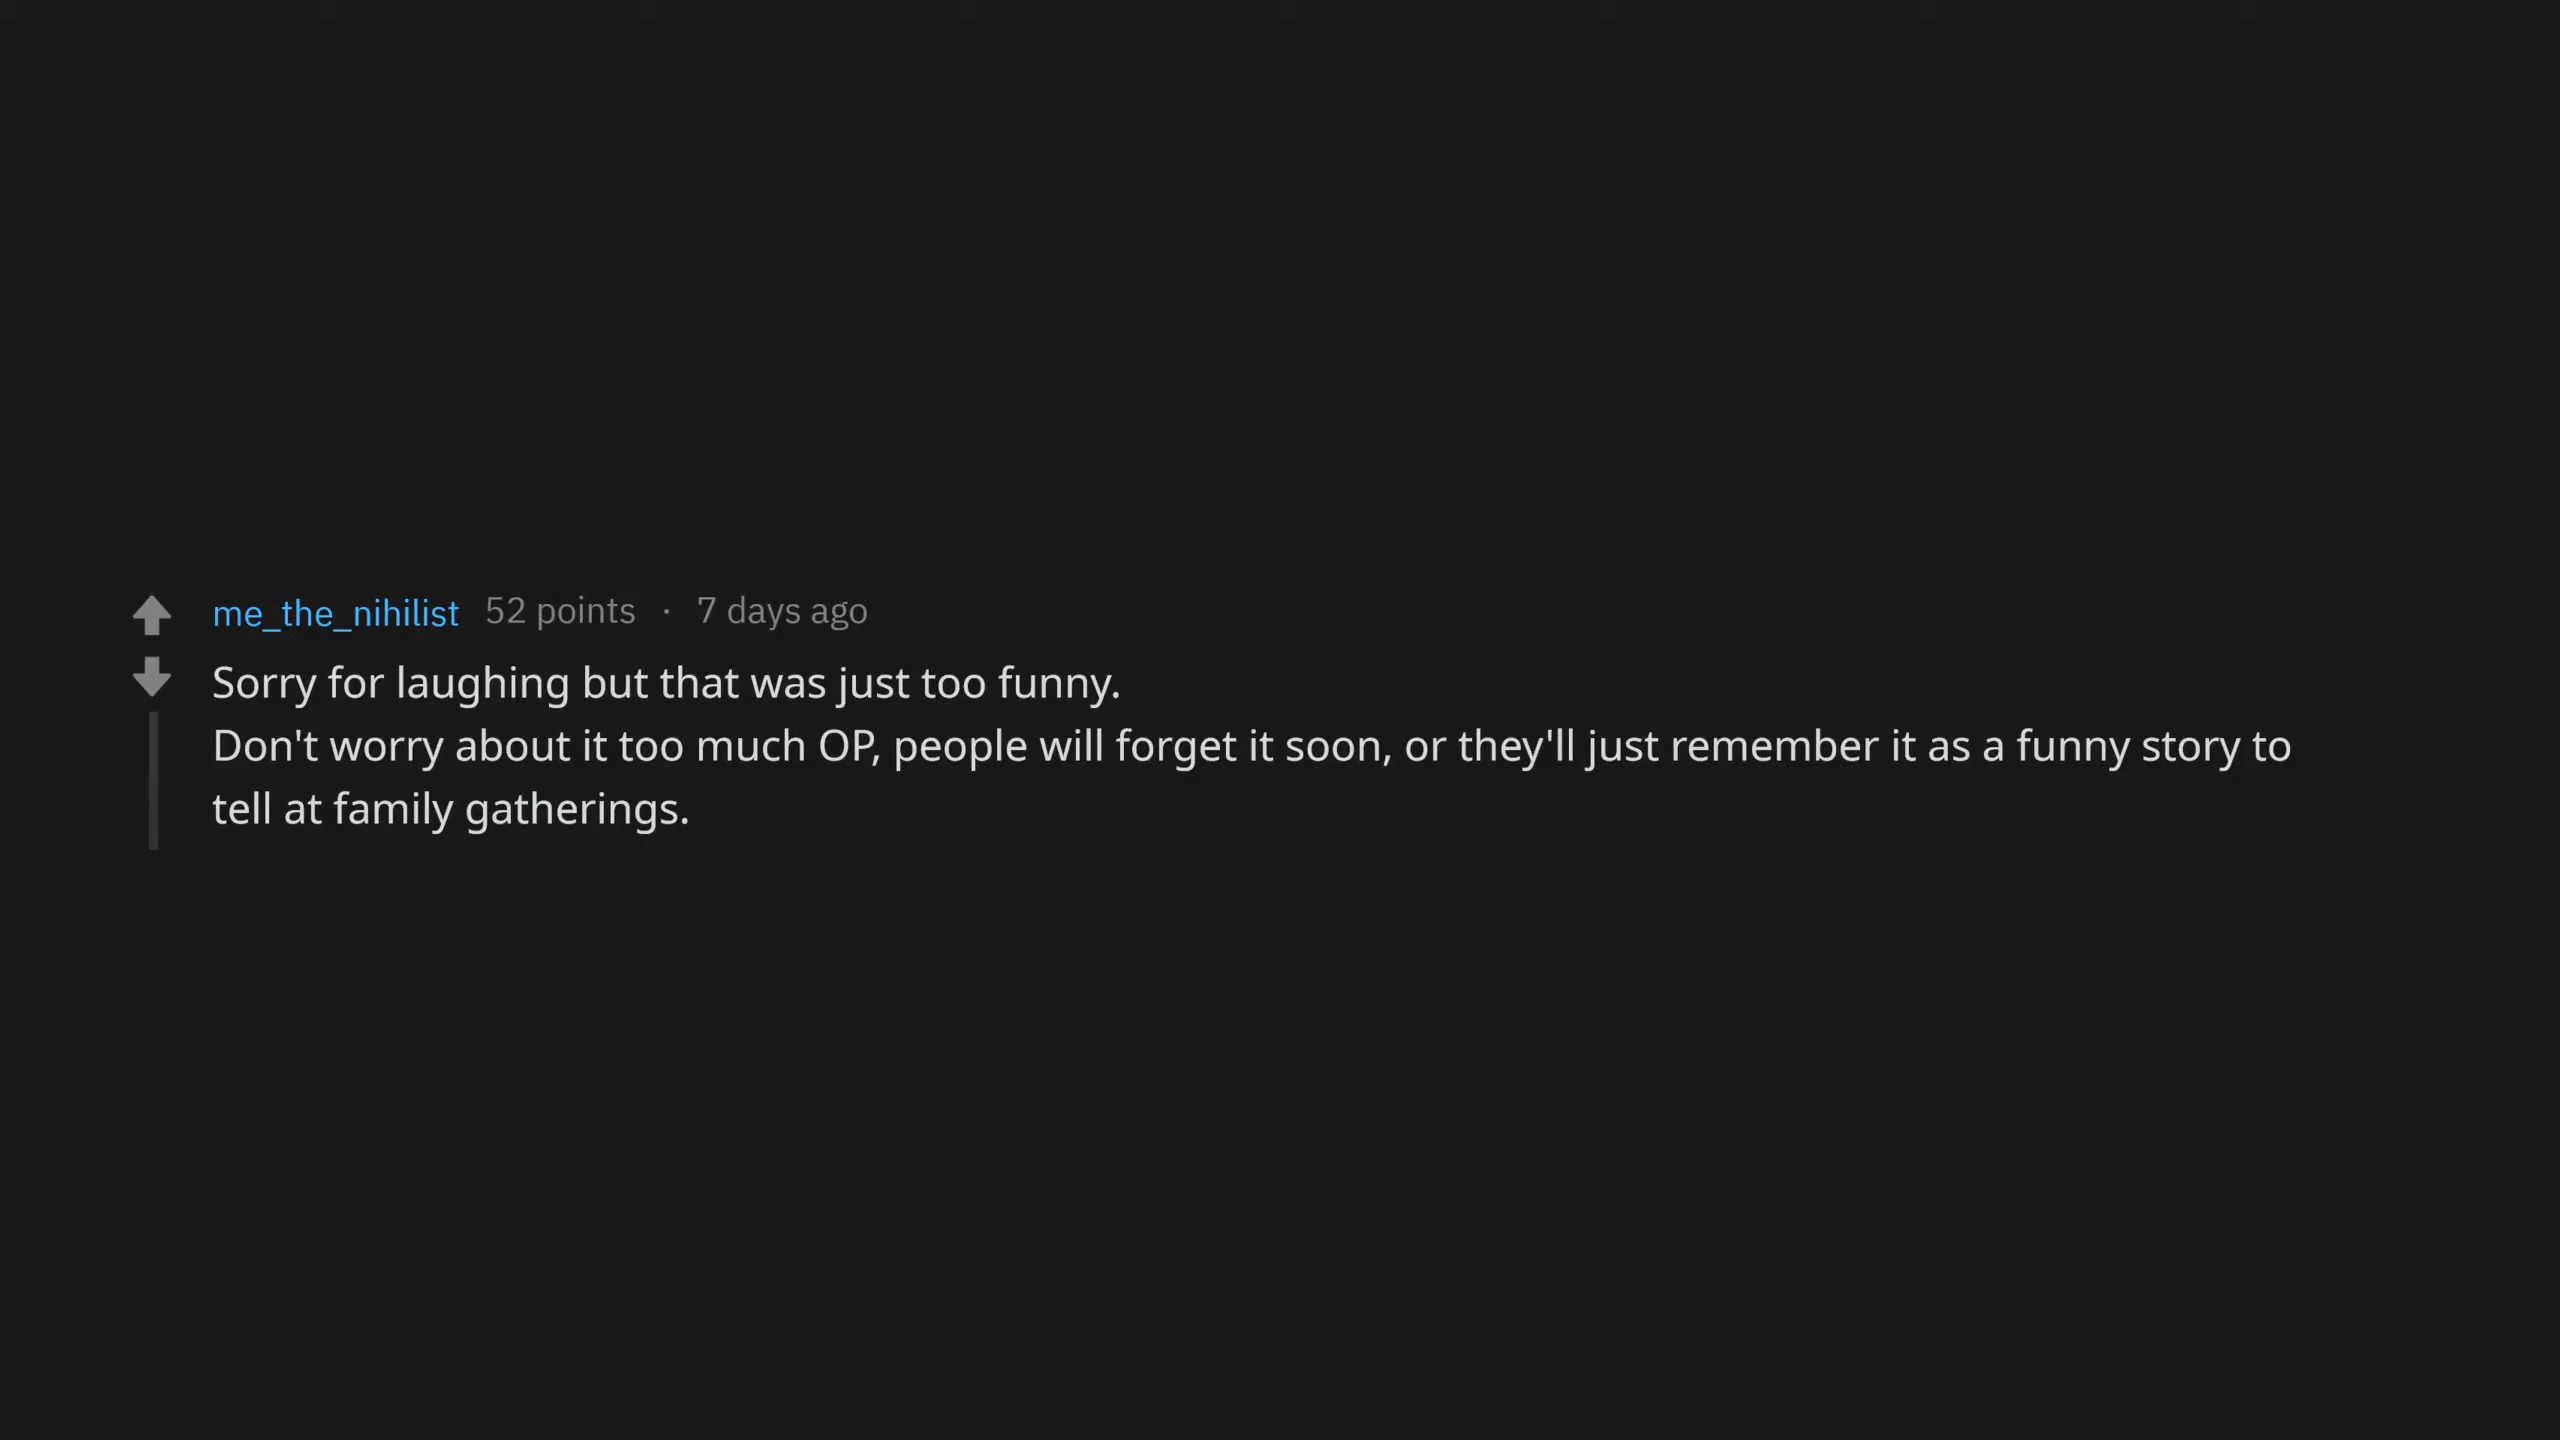 me_the_nihilist 52 points · 7 days ago
Sorry for laughing but that was just too funny.
Don't worry about it too much OP, people will forget it soon, or they'll just remember it as a funny story to
tell at family gatherings.